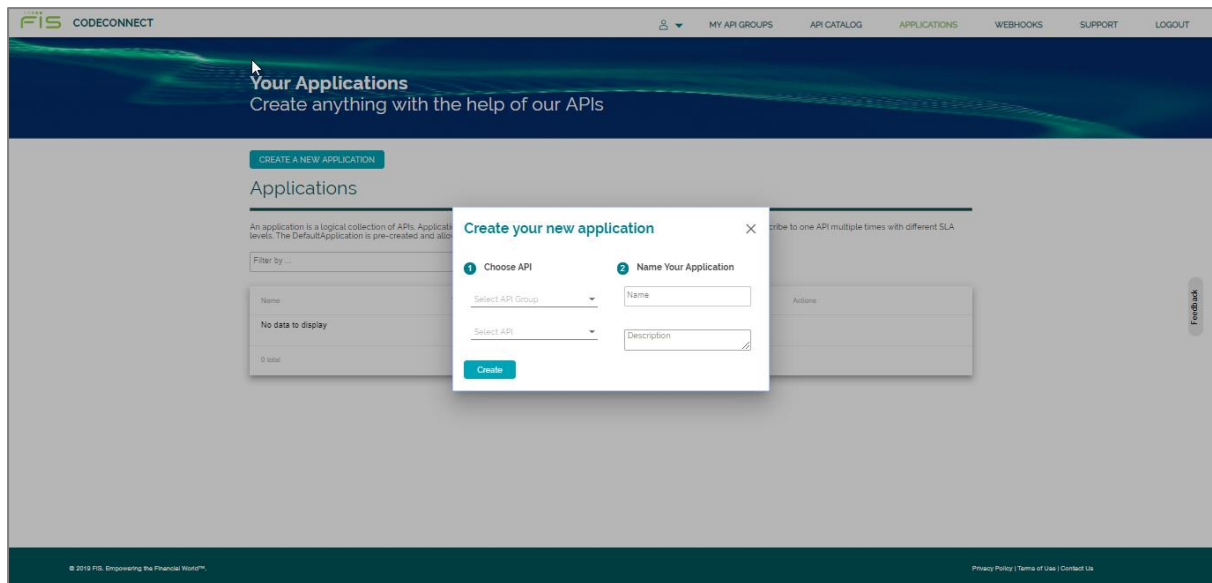 FIS CODECONNECT
MY API GROUPS
API CATALOG
APPLICATIONS
WEBHOOKS
SUPPORT
LOGOUT
Your Applications
Create anything with the help of our APIs
CREATE A NEW APPLICATION
Applications
An application is a logical collection of APIs. Applicati
cribe to one API multiple times with different SLA
levels. The DefaultApplication is pre-created and allo
Filter by ...
Name
Actions
No data to display
0 total
Create your new application
1 Choose API
2 Name Your Application
Select API Group
Name
Select API
Description
Create
Feedback
© 2019 FIS. Empowering the Financial World™.
Privacy Policy | Terms of Use | Contact Us